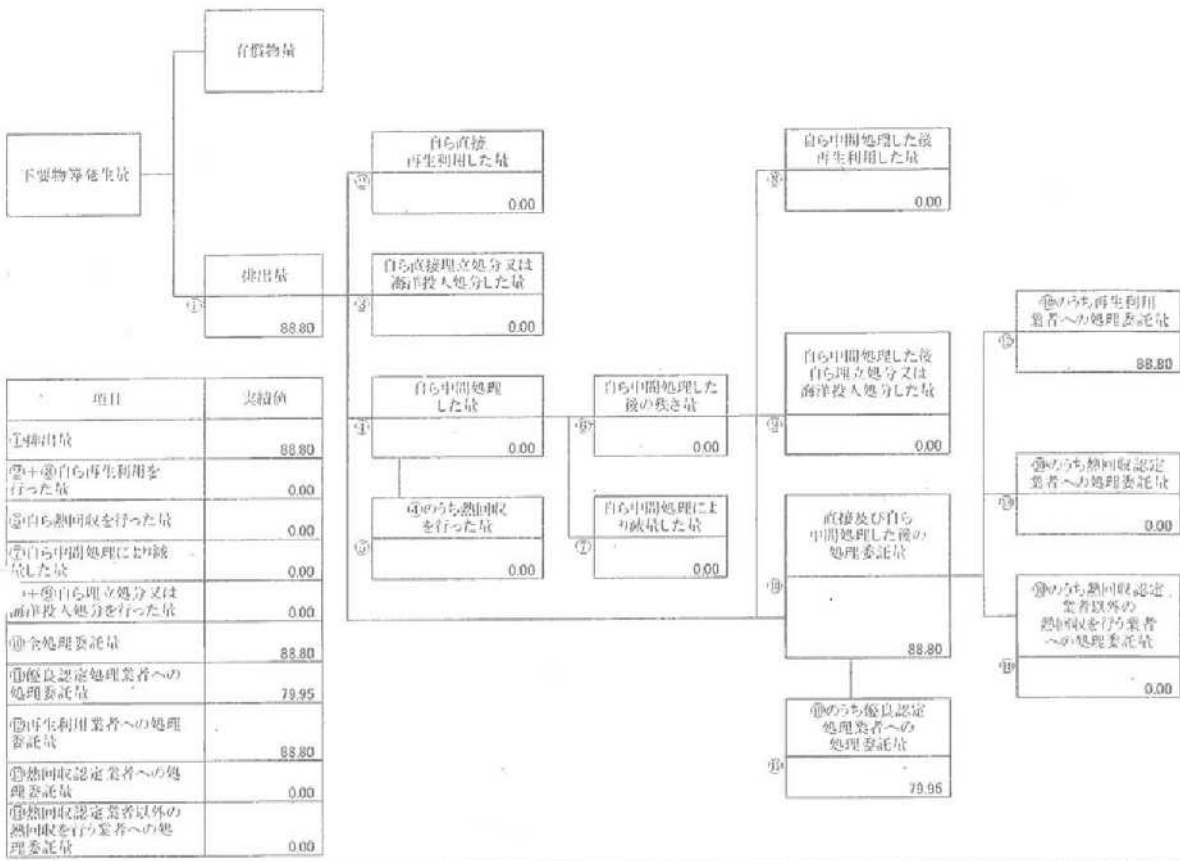 有償物量
不要物等発生量
自ら直接
再生利用した量
②
0.00
自ら中間処理した後
再生利用した量
⑧
0.00
排出量
①
88.80
自ら直接埋立処分又は
海洋投入処分した量
③
0.00
⑩のうち再生利用
業者への処理委託量
⑫
88.80
自ら中間処理
した量
④
0.00
自ら中間処理した
後の残さ量
⑥
0.00
自ら中間処理した後
自ら埋立処分又は
海洋投入処分した量
⑨
0.00
④のうち熱回収
を行った量
⑤
0.00
自ら中間処理によ
り減量した量
⑦
0.00
直接及び自ら
中間処理した後の
処理委託量
⑩
88.80
⑩のうち熱回収認定
業者への処理委託量
⑬
0.00
⑩のうち熱回収認定
業者以外の
熱回収を行う業者
への処理委託量
⑭
0.00
⑩のうち優良認定
処理業者への
処理委託量
⑪
79.95
項目 実績値
①排出量 88.80
②+⑧自ら再生利用を
行った量 0.00
⑤自ら熱回収を行った量 0.00
⑦自ら中間処理により減
量した量 0.00
+⑨自ら埋立処分又は
海洋投入処分を行った量 0.00
⑩全処理委託量 88.80
⑪優良認定処理業者への
処理委託量 79.95
⑫再生利用業者への処理
委託量 88.80
⑬熱回収認定業者への処
理委託量 0.00
⑭熱回収認定業者以外の
熱回収を行う業者への処
理委託量 0.00